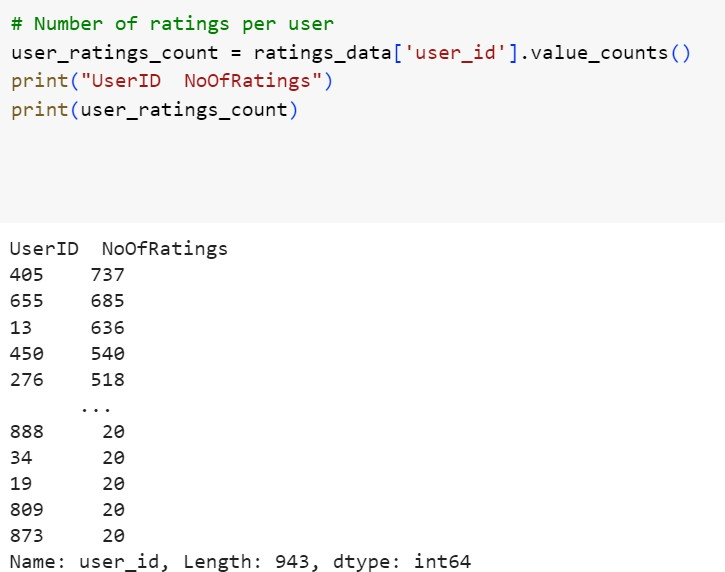 # Number of ratings per user
user_ratings_count = ratings_data['user_id'].value_counts()
print("UserID  NoOfRatings")
print(user_ratings_count)
UserID  NoOfRatings
405    737
655    685
13     636
450    540
276    518
      ...
888     20
34      20
19      20
809     20
873     20
Name: user_id, Length: 943, dtype: int64